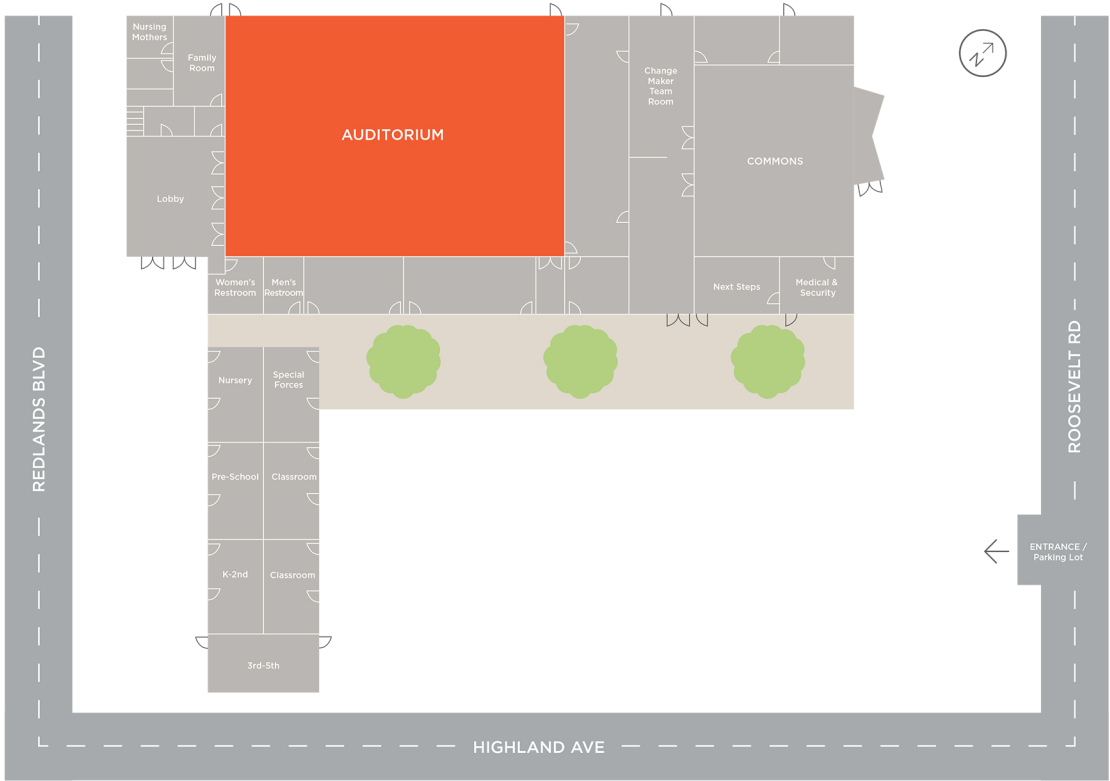 Nursing
Mothers
Family
Room
AUDITORIUM
Change
Maker
Team
Room
N
COMMONS
Lobby
Women's
Restroom
Men's
Restroom
Next Steps
Medical &
Security
Nursery
Special
Forces
Pre-School
Classroom
K-2nd
Classroom
3rd-5th
REDLANDS BLVD
ROOSEVELT RD
ENTRANCE /
Parking Lot
HIGHLAND AVE